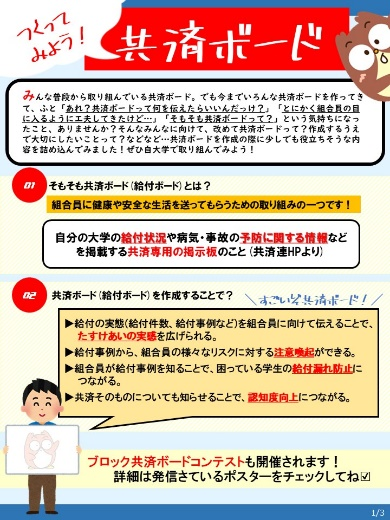 つくって
みよう！
共済ボード
みんな普段から取り組んでいる共済ボード。でも今までいろんな共済ボードを作ってき
て、ふと「あれ？共済ボードって何を伝えたらいいんだっけ？」「とにかく組合員の目
に入るように工夫してきたけど…」「そもそも共済ボードって？」という気持ちになっ
たこと、ありませんか？そんなみんなに向けて、改めて共済ボードって？作成するうえ
で大切にしたいことって？などなど…共済ボードの作成の際に少しでも役立ちそうな内
容を詰め込んでみました！ぜひ自大学で取り組んでみよう！
01 そもそも共済ボード(給付ボード)とは？
組合員に健康や安全な生活を送ってもらうための取り組みの一つです！
自分の大学の給付状況や病気・事故の予防に関する情報など
を掲載する共済専用の掲示板のこと(共済連HPより)
02 共済ボード(給付ボード)を作成することで？
＼すごいぞ共済ボード！／
▶給付の実態(給付件数、給付事例など)を組合員に向けて伝えることで、
たすけあいの実感を広げられる。
▶給付事例から、組合員の様々なリスクに対する注意喚起ができる。
▶組合員が給付事例を知ることで、困っている学生の給付漏れ防止に
つながる。
▶共済そのものについても知らせることで、認知度向上につながる。
ブロック共済ボードコンテストも開催されます！
詳細は発信さているポスターをチェックしてね☑
1/3